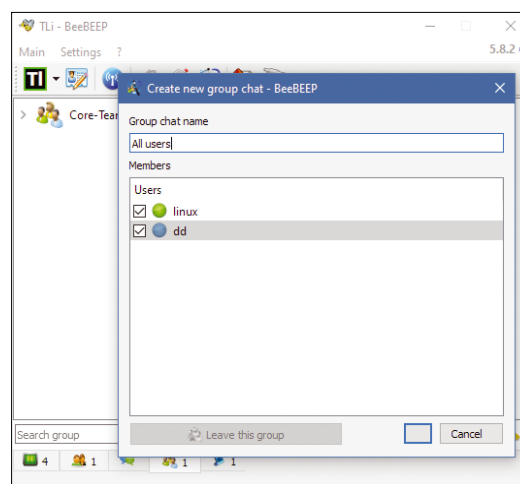 TLi - BeeBEEP
Main Settings ?
5.8.2
TI
Core-Tear
Create new group chat - BeeBEEP
Group chat name
All users
Members
Users
linux
dd
Search group
Leave this group
Cancel
4 1 1 1